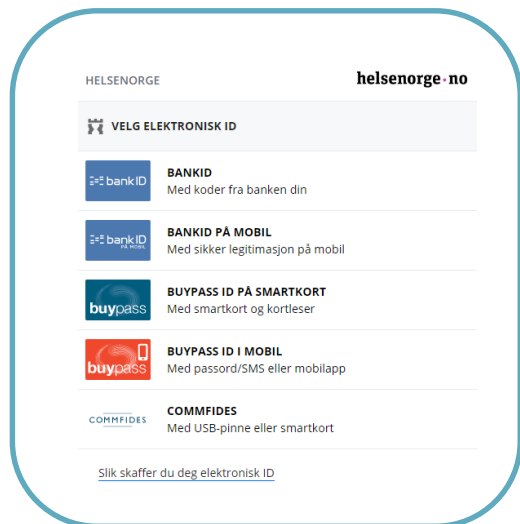 HELSENORGE
helsenorge·no
VELG ELEKTRONISK ID
bankID
BANKID
Med koder fra banken din
bankID
PÅ MOBIL
BANKID PÅ MOBIL
Med sikker legitimasjon på mobil
buypass
BUYPASS ID PÅ SMARTKORT
Med smartkort og kortleser
buypass
BUYPASS ID I MOBIL
Med passord/SMS eller mobilapp
COMMFIDES
COMMFIDES
Med USB-pinne eller smartkort
Slik skaffer du deg elektronisk ID